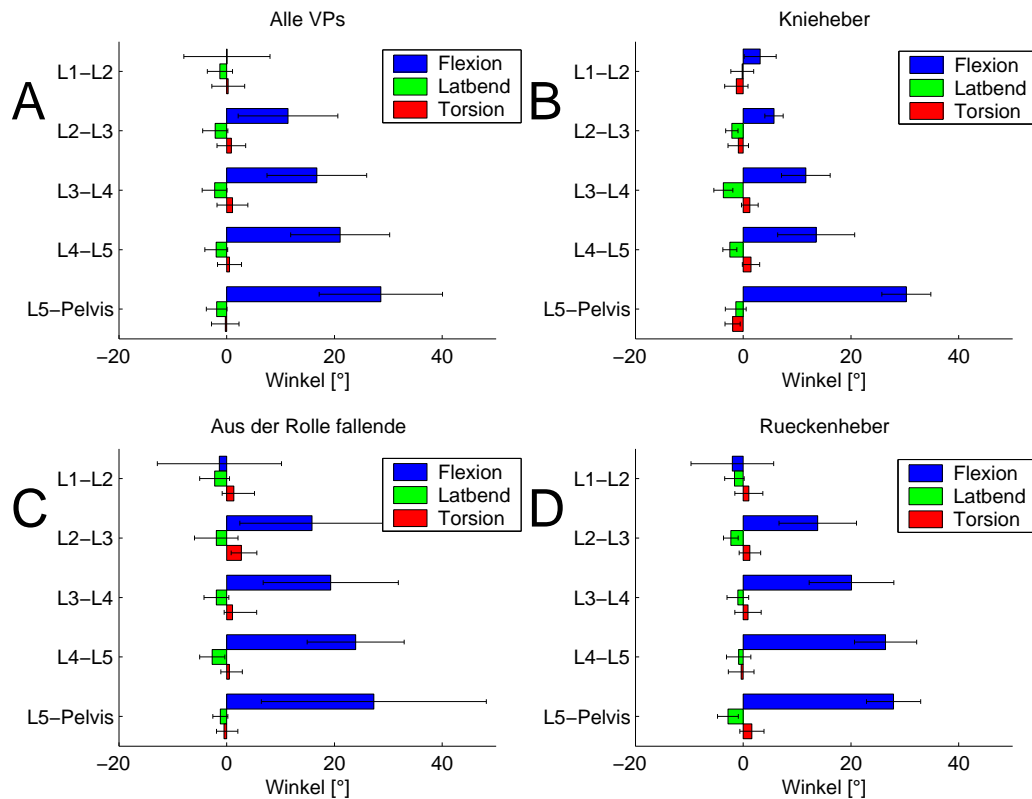 Alle VPs
A
L1−L2
L2−L3
L3−L4
L4−L5
L5−Pelvis
Flexion
Latbend
Torsion
−20 0 20 40
Winkel [°]
Knieheber
B
L1−L2
L2−L3
L3−L4
L4−L5
L5−Pelvis
Flexion
Latbend
Torsion
−20 0 20 40
Winkel [°]
Aus der Rolle fallende
C
L1−L2
L2−L3
L3−L4
L4−L5
L5−Pelvis
Flexion
Latbend
Torsion
−20 0 20 40
Winkel [°]
Rueckenheber
D
L1−L2
L2−L3
L3−L4
L4−L5
L5−Pelvis
Flexion
Latbend
Torsion
−20 0 20 40
Winkel [°]